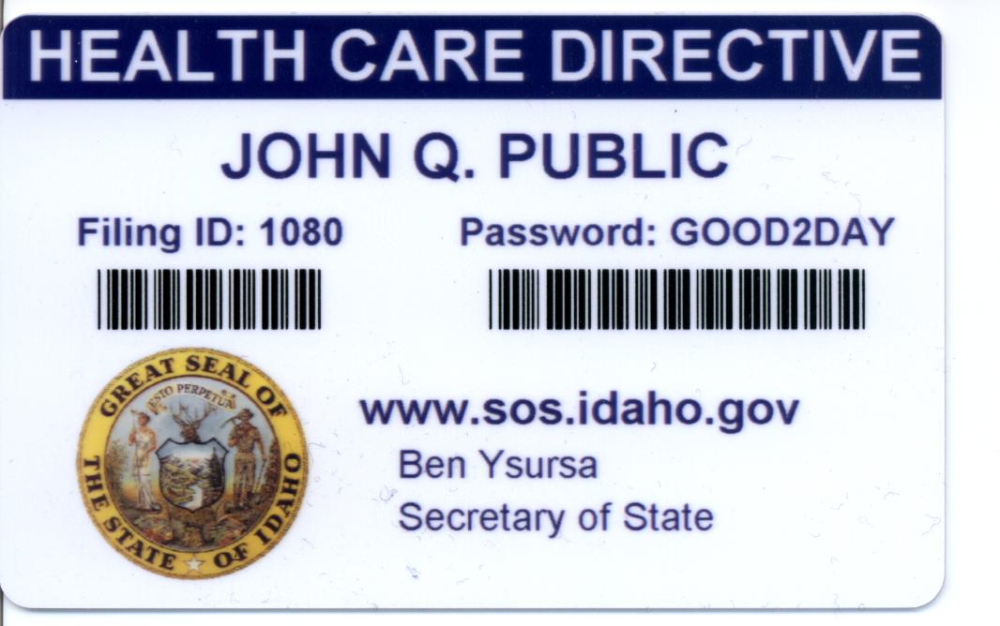 HEALTH CARE DIRECTIVE
JOHN Q. PUBLIC
Filing ID: 1080 Password: GOOD2DAY
GREAT SEAL OF
THE STATE OF IDAHO
ESTO PERPETUA
www.sos.idaho.gov
Ben Ysursa
Secretary of State